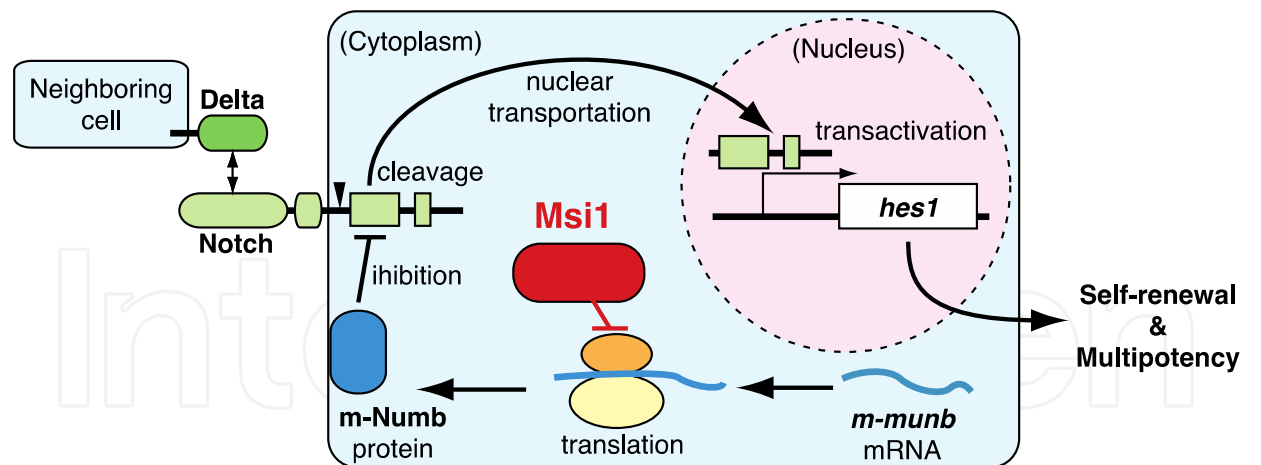 (Cytoplasm)
(Nucleus)
Neighboring
cell
Delta
nuclear
transportation
transactivation
cleavage
hes1
Notch
Msi1
ihibition
Self-renewal
&
Multipotency
m-Numb
protein
translation
m-munb
mRNA